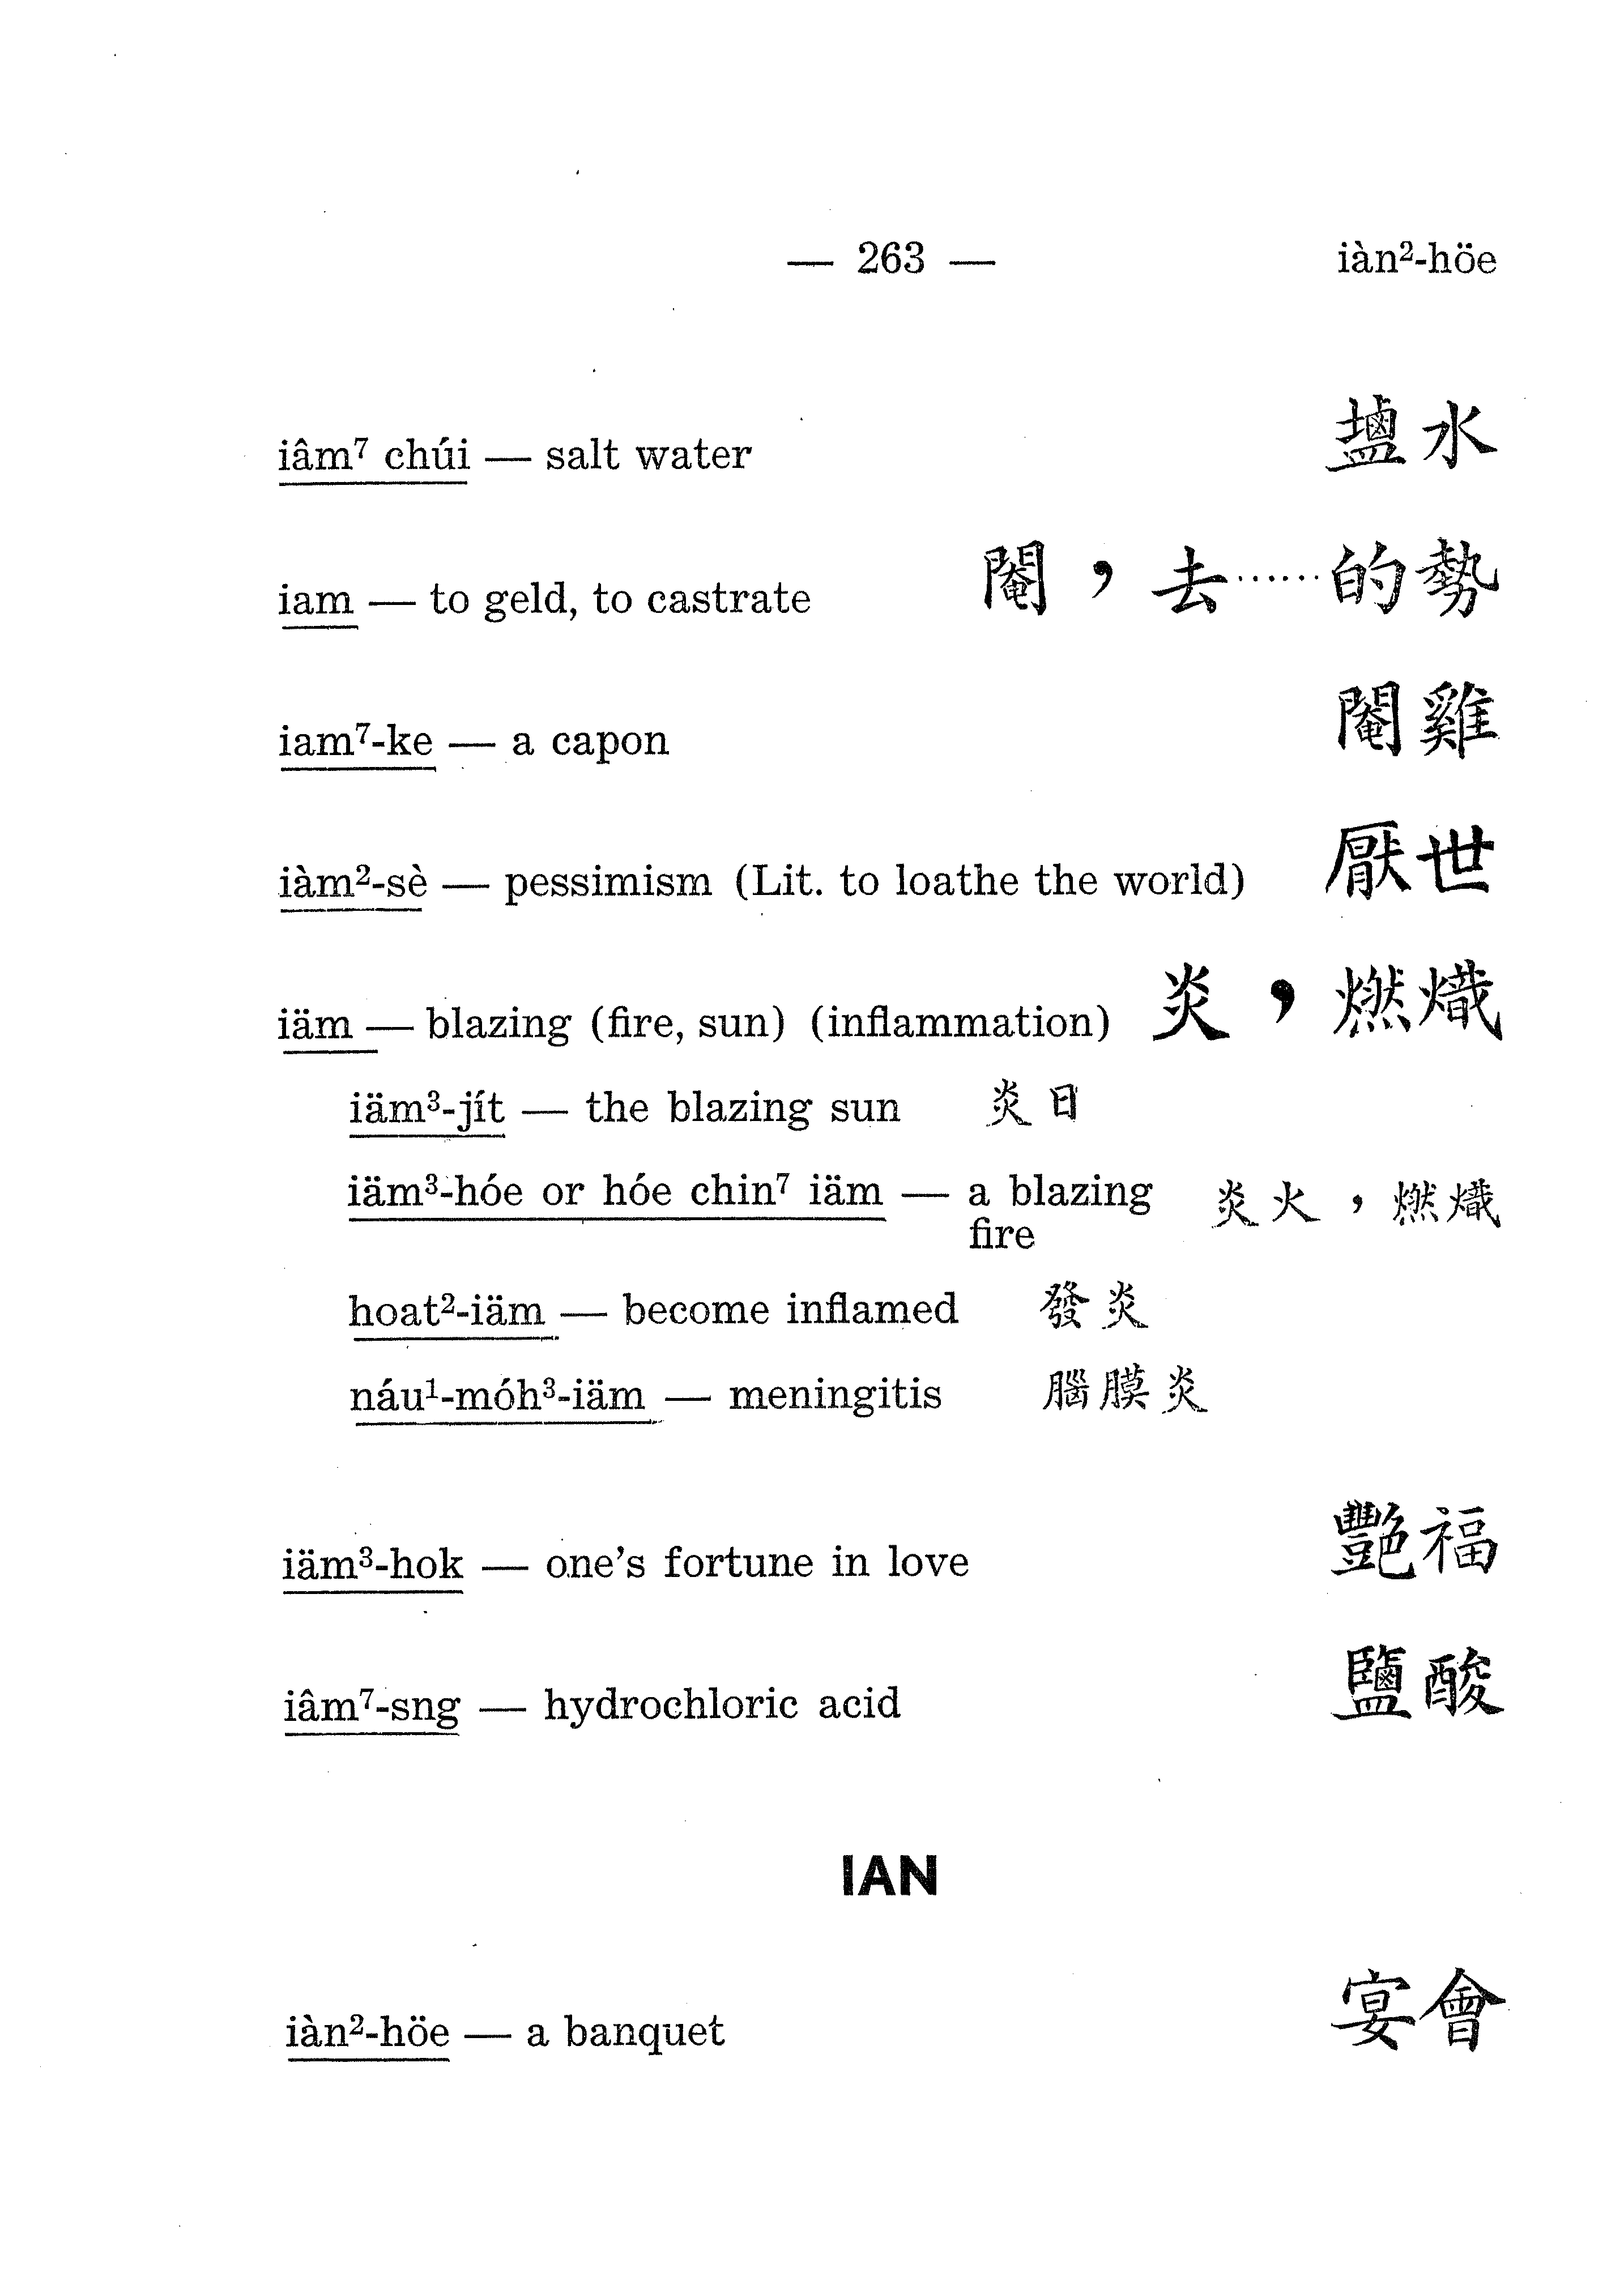 — 263 — iàn²-höe
iâm⁷ chúi — salt water 塩水
iam — to geld, to castrate 閹，去……的勢
iam⁷-ke — a capon 閹雞
iàm²-sè — pessimism (Lit. to loathe the world) 厭世
iäm — blazing (fire, sun) (inflammation) 炎，燃熾
iäm³-jít — the blazing sun 炎日
iäm³-hóe or hóe chin⁷ iäm — a blazing 炎火，燃熾
fire
hoat²-iäm — become inflamed 發炎
náu¹-móh³-iäm — meningitis 腦膜炎
iäm³-hok — one's fortune in love 艷福
iâm⁷-sng — hydrochloric acid 鹽酸
IAN
iàn²-höe — a banquet 宴會